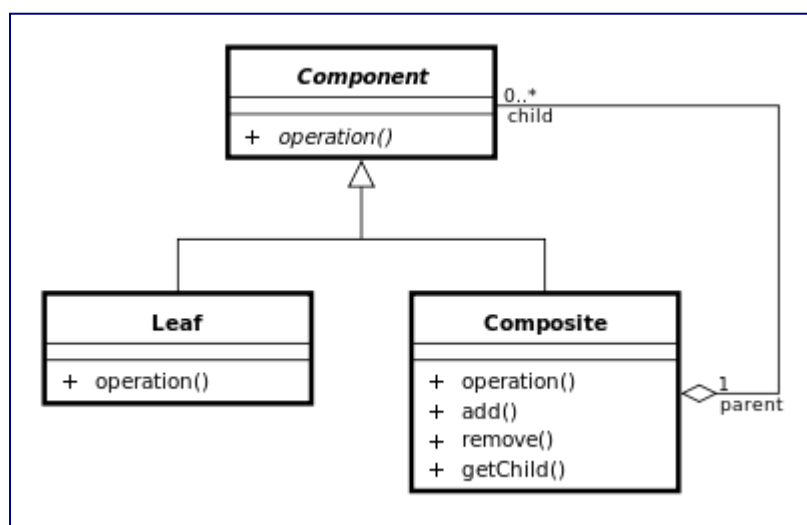 Component
+ operation()
0..*
child
Leaf
+ operation()
Composite
+ operation()
+ add()
+ remove()
+ getChild()
1
parent